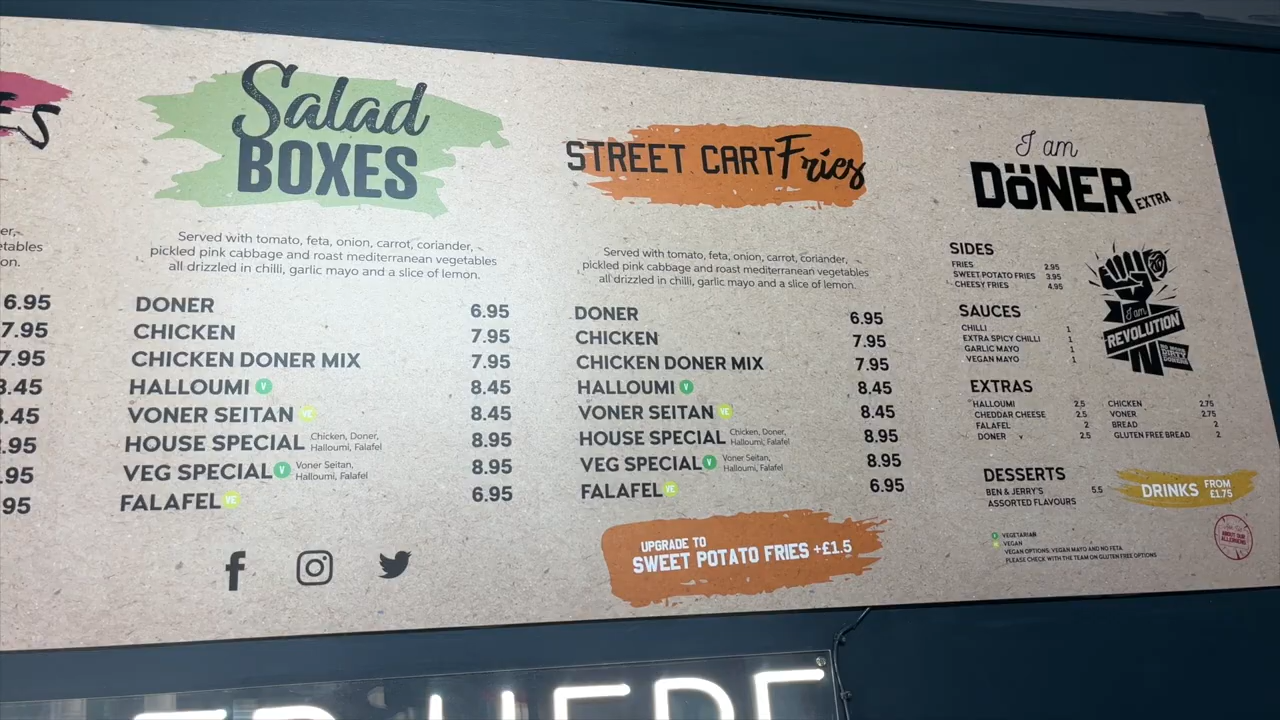 ES
er,
etables
on.
6.95
7.95
7.95
8.45
8.45
.95
.95
95
Salad
BOXES
Served with tomato, feta, onion, carrot, coriander,
pickled pink cabbage and roast mediterranean vegetables
all drizzled in chilli, garlic mayo and a slice of lemon.
DONER 6.95
CHICKEN 7.95
CHICKEN DONER MIX 7.95
HALLOUMI V 8.45
VONER SEITAN VE 8.45
HOUSE SPECIAL Chicken, Doner, Halloumi, Falafel 8.95
VEG SPECIAL V Voner Seitan, Halloumi, Falafel 8.95
FALAFEL VE 6.95
STREET CART Fries
Served with tomato, feta, onion, carrot, coriander,
pickled pink cabbage and roast mediterranean vegetables
all drizzled in chilli, garlic mayo and a slice of lemon.
DONER 6.95
CHICKEN 7.95
CHICKEN DONER MIX 7.95
HALLOUMI V 8.45
VONER SEITAN VE 8.45
HOUSE SPECIAL Chicken, Doner, Halloumi, Falafel 8.95
VEG SPECIAL V Voner Seitan, Halloumi, Falafel 8.95
FALAFEL VE 6.95
UPGRADE TO
SWEET POTATO FRIES +£1.5
I am
DöNER EXTRA
SIDES
FRIES 2.95
SWEET POTATO FRIES 3.95
CHEESY FRIES 4.95
SAUCES
CHILLI 1
EXTRA SPICY CHILLI 1
GARLIC MAYO 1
VEGAN MAYO 1
I am
REVOLUTION
NO MORE
DIRTY
DONERS
EXTRAS
HALLOUMI 2.5
CHEDDAR CHEESE 2.5
FALAFEL 2
DONER 2.5
CHICKEN 2.75
VONER 2.75
BREAD 2
GLUTEN FREE BREAD 2
DESSERTS
BEN & JERRY'S 5.5
ASSORTED FLAVOURS
DRINKS FROM £1.75
V VEGETARIAN
VEGAN
VEGAN OPTIONS: VEGAN MAYO AND NO FETA.
PLEASE CHECK WITH THE TEAM ON GLUTEN FREE OPTIONS
ABOUT OUR
ALLERGENS
HERE